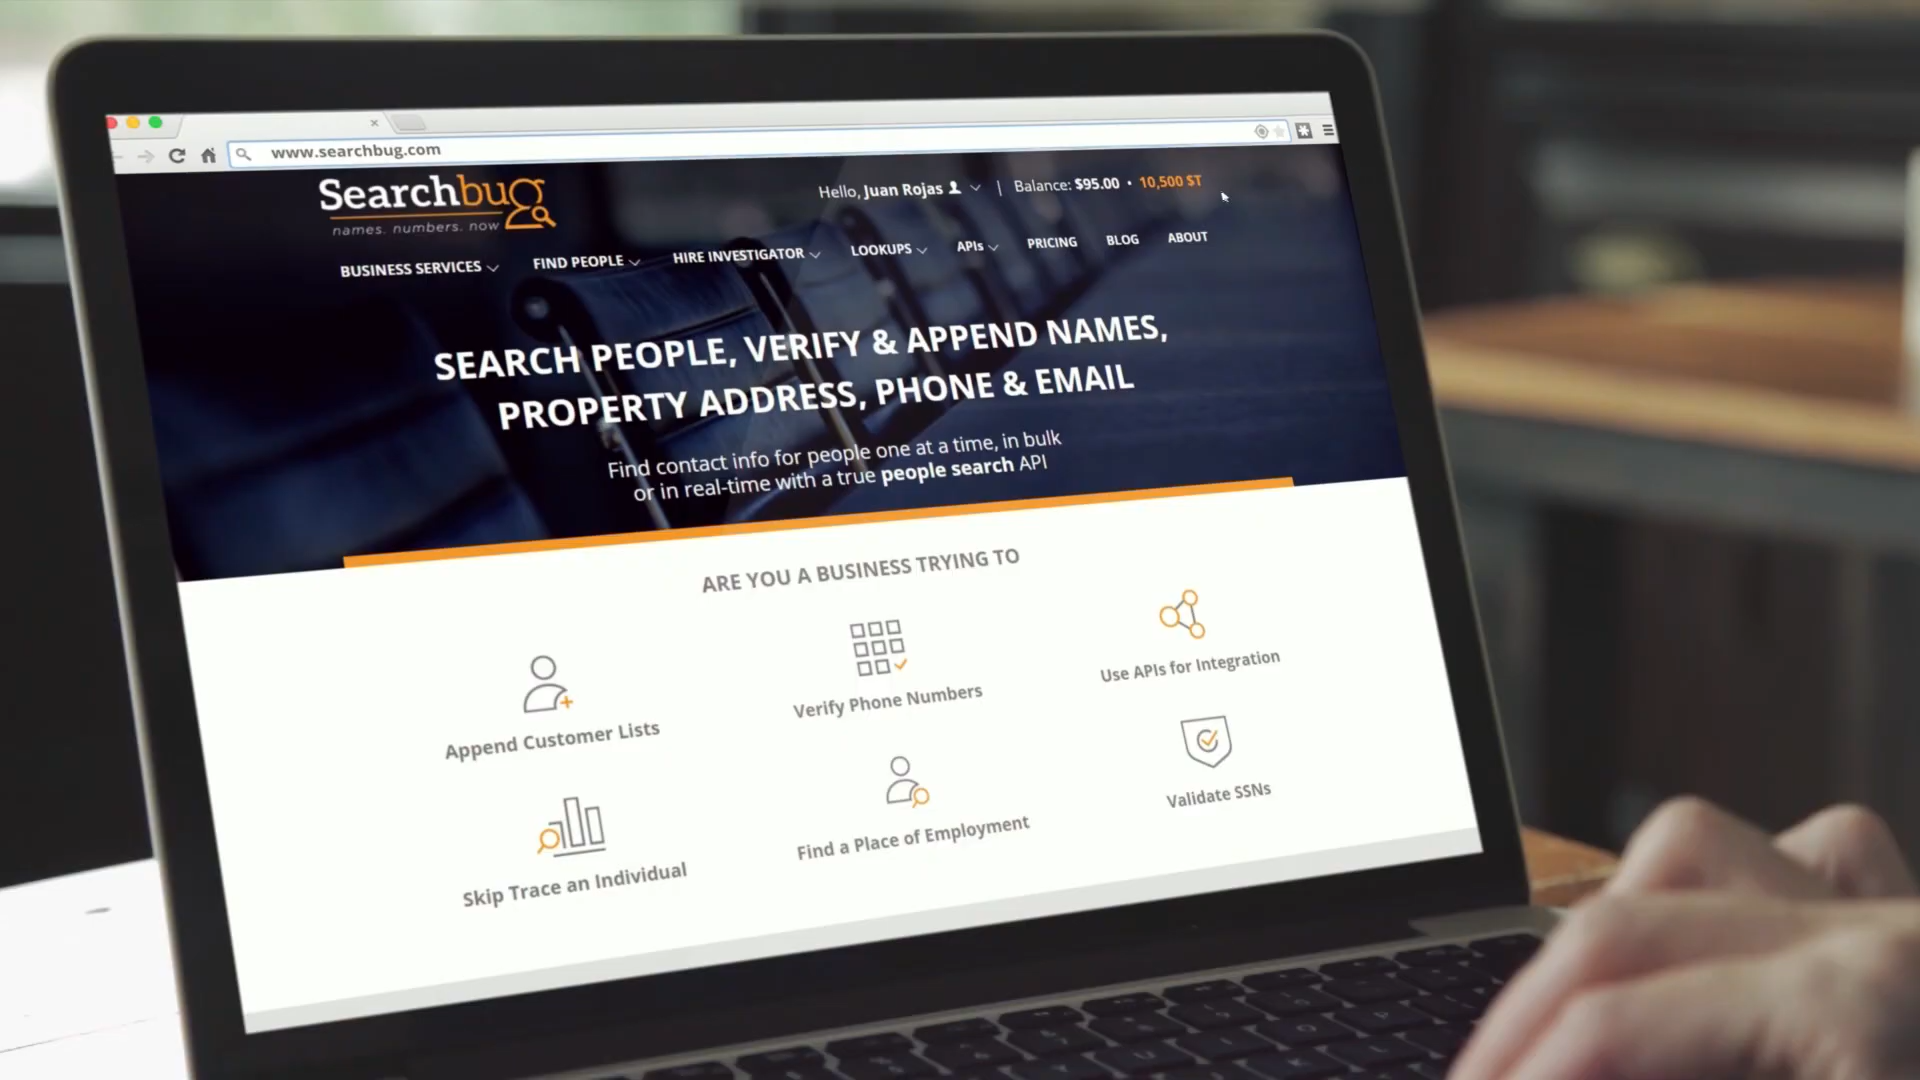 www.searchbug.com
Searchbug
names. numbers. now
Hello, Juan Rojas | Balance: $95.00 • 10,500 ST
BUSINESS SERVICES FIND PEOPLE HIRE INVESTIGATOR LOOKUPS APIs PRICING BLOG ABOUT
SEARCH PEOPLE, VERIFY & APPEND NAMES,
PROPERTY ADDRESS, PHONE & EMAIL
Find contact info for people one at a time, in bulk
or in real-time with a true people search API
ARE YOU A BUSINESS TRYING TO
Append Customer Lists
Verify Phone Numbers
Use APIs for Integration
Skip Trace an Individual
Find a Place of Employment
Validate SSNs